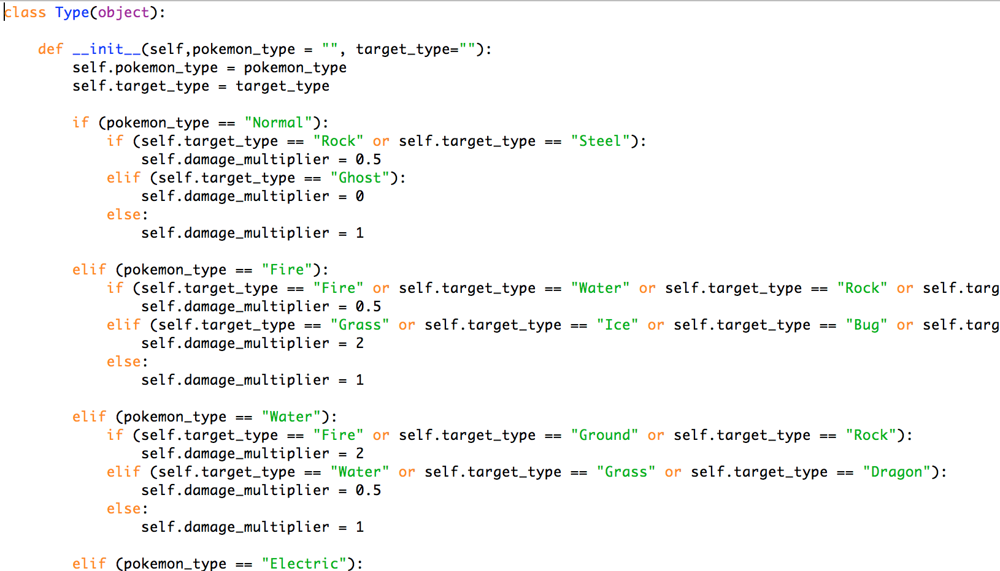 class Type(object):
def __init__(self,pokemon_type = "", target_type=""):
self.pokemon_type = pokemon_type
self.target_type = target_type
if (pokemon_type == "Normal"):
if (self.target_type == "Rock" or self.target_type == "Steel"):
self.damage_multiplier = 0.5
elif (self.target_type == "Ghost"):
self.damage_multiplier = 0
else:
self.damage_multiplier = 1
elif (pokemon_type == "Fire"):
if (self.target_type == "Fire" or self.target_type == "Water" or self.target_type == "Rock" or self.targ
self.damage_multiplier = 0.5
elif (self.target_type == "Grass" or self.target_type == "Ice" or self.target_type == "Bug" or self.targ
self.damage_multiplier = 2
else:
self.damage_multiplier = 1
elif (pokemon_type == "Water"):
if (self.target_type == "Fire" or self.target_type == "Ground" or self.target_type == "Rock"):
self.damage_multiplier = 2
elif (self.target_type == "Water" or self.target_type == "Grass" or self.target_type == "Dragon"):
self.damage_multiplier = 0.5
else:
self.damage_multiplier = 1
elif (pokemon_type == "Electric"):